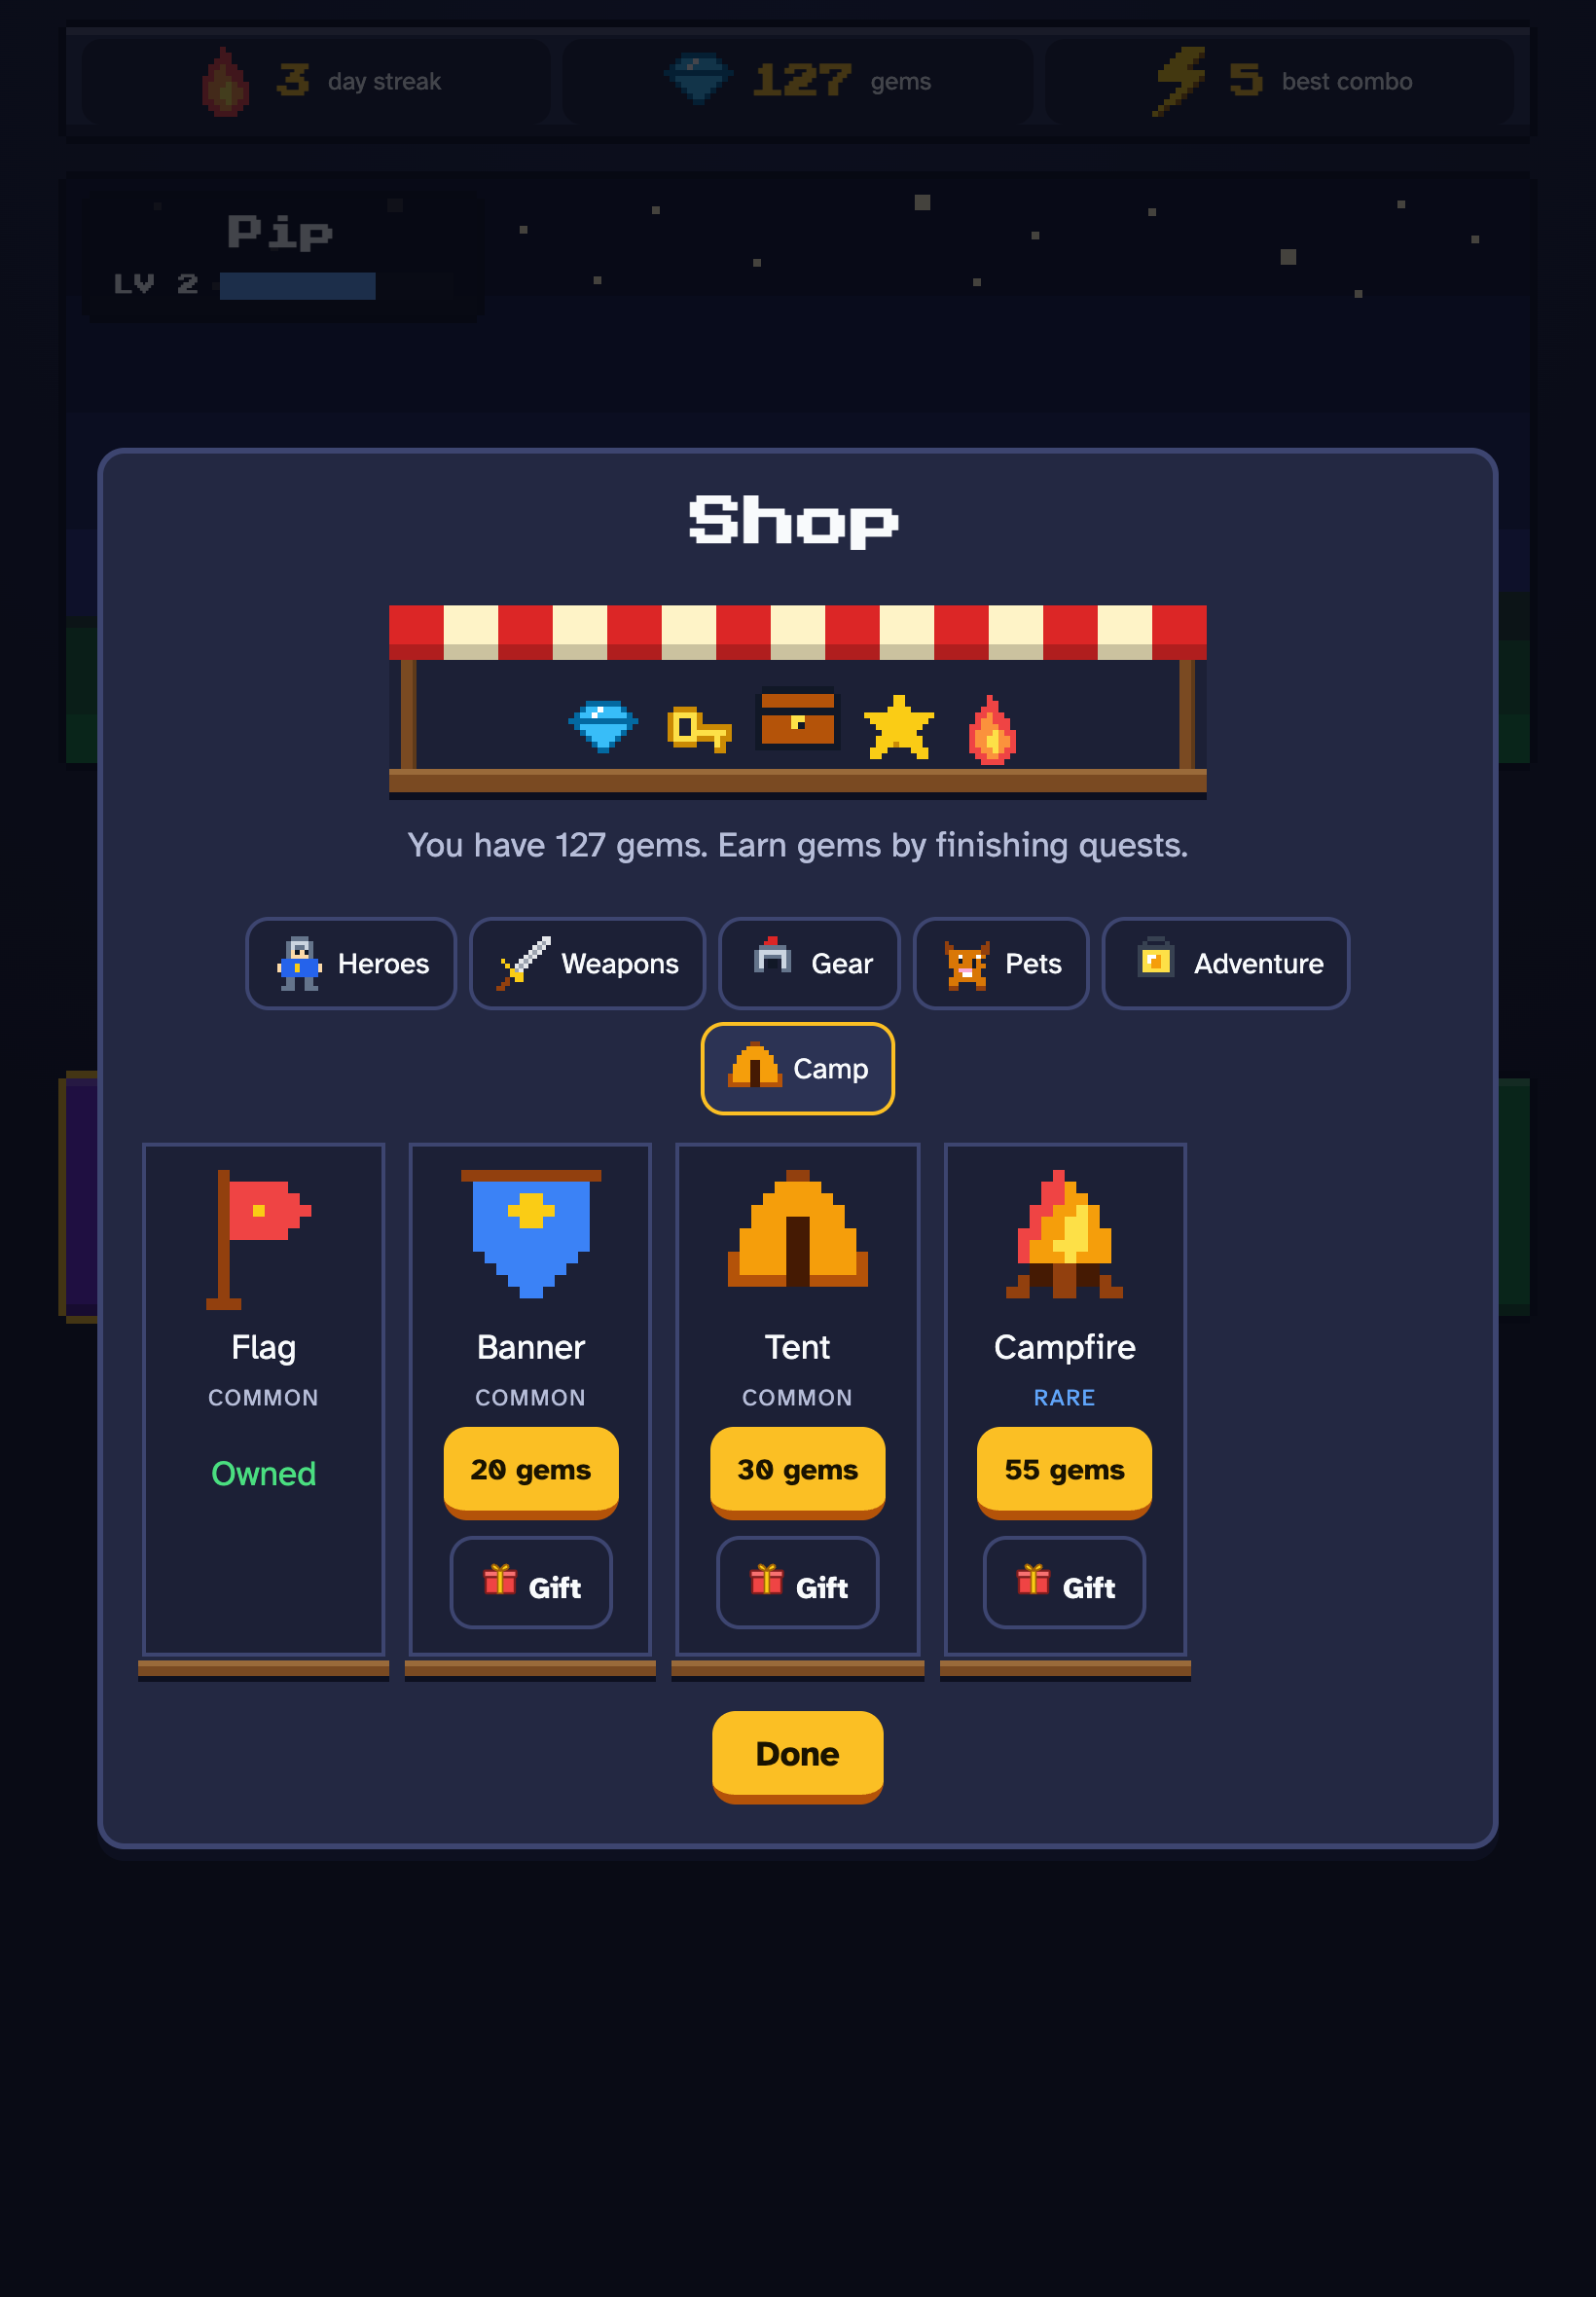 3 day streak
127 gems
5 best combo
Pip
LV 2
Shop
You have 127 gems. Earn gems by finishing quests.
Heroes
Weapons
Gear
Pets
Adventure
Camp
Flag
COMMON
Owned
Banner
COMMON
20 gems
Gift
Tent
COMMON
30 gems
Gift
Campfire
RARE
55 gems
Gift
Done